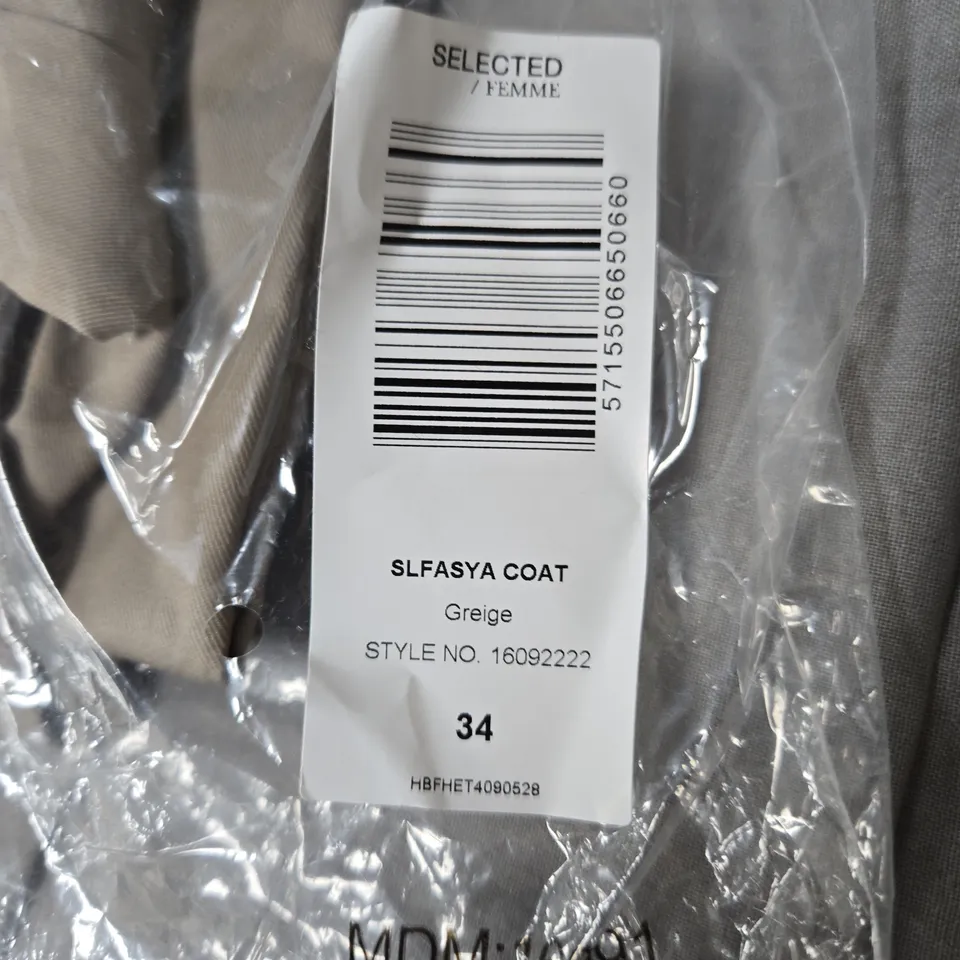 SELECTED
/ FEMME
5715506650660
SLFASYA COAT
Greige
STYLE NO. 16092222
34
HBFHET4090528